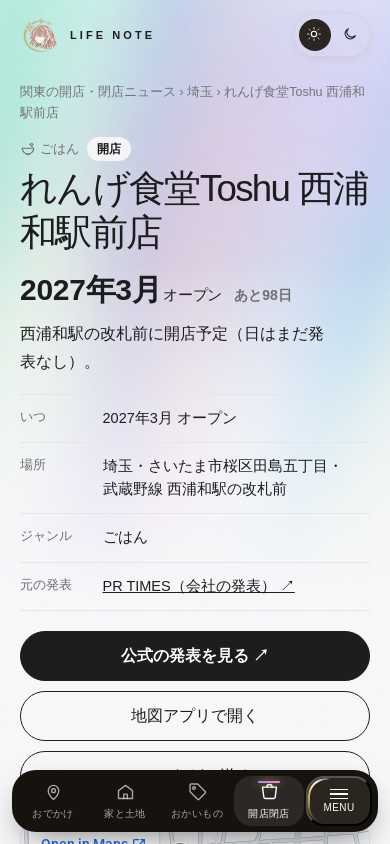 LIFE NOTE
関東の開店・閉店ニュース › 埼玉 › れんげ食堂Toshu 西浦和
駅前店
ごはん 開店
れんげ食堂Toshu 西浦
和駅前店
2027年3月 オープン あと98日
西浦和駅の改札前に開店予定（日はまだ発
表なし）。
いつ 2027年3月 オープン
場所 埼玉・さいたま市桜区田島五丁目・
武蔵野線 西浦和駅の改札前
ジャンル ごはん
元の発表 PR TIMES（会社の発表） ↗
公式の発表を見る ↗
地図アプリで開く
おでかけ 家と土地 おかいもの 開店閉店 MENU
Open in Maps